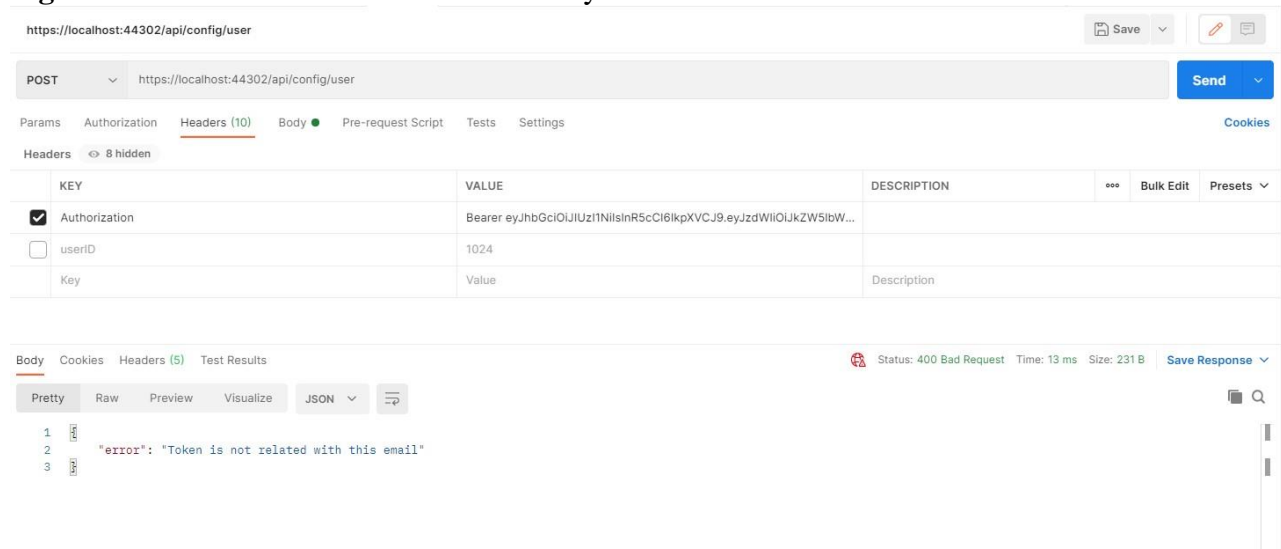 https://localhost:44302/api/config/user Save
POST https://localhost:44302/api/config/user Send
Params Authorization Headers (10) Body Pre-request Script Tests Settings Cookies
Headers 8 hidden
KEY VALUE DESCRIPTION ooo Bulk Edit Presets
Authorization Bearer eyJhbGciOiJIUzI1NiIsInR5cCI6IkpXVCJ9.eyJzdWIiOiJkZW5lbW...
userID 1024
Key Value Description
Body Cookies Headers (5) Test Results Status: 400 Bad Request Time: 13 ms Size: 231 B Save Response
Pretty Raw Preview Visualize JSON
1 {
2 "error": "Token is not related with this email"
3 }